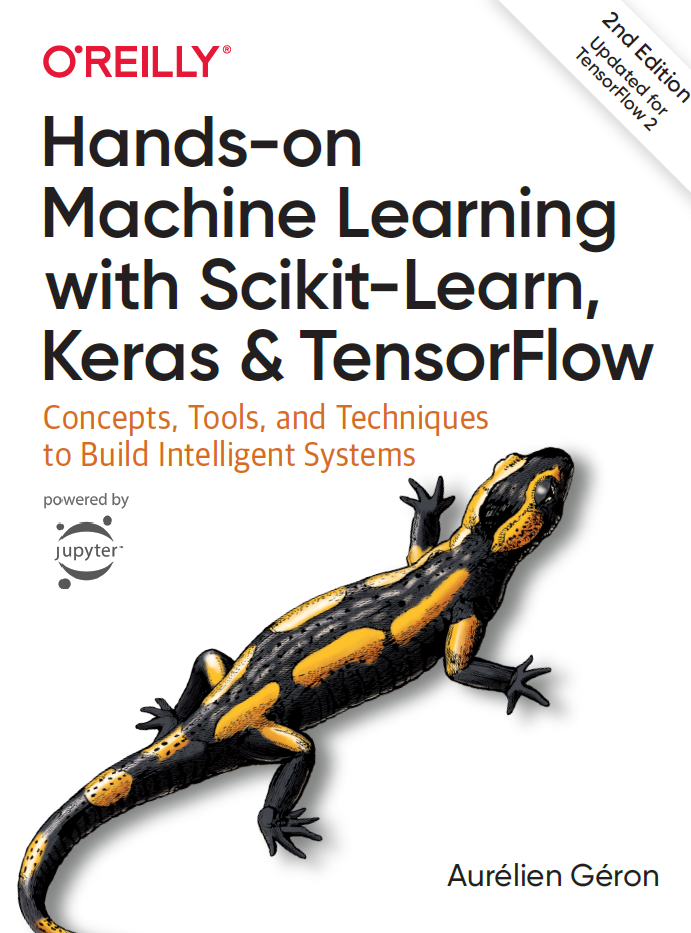 O'REILLY®
2nd Edition
Updated for
TensorFlow 2
Hands-on
Machine Learning
with Scikit-Learn,
Keras & TensorFlow
Concepts, Tools, and Techniques
to Build Intelligent Systems
powered by
jupyter™
Aurélien Géron